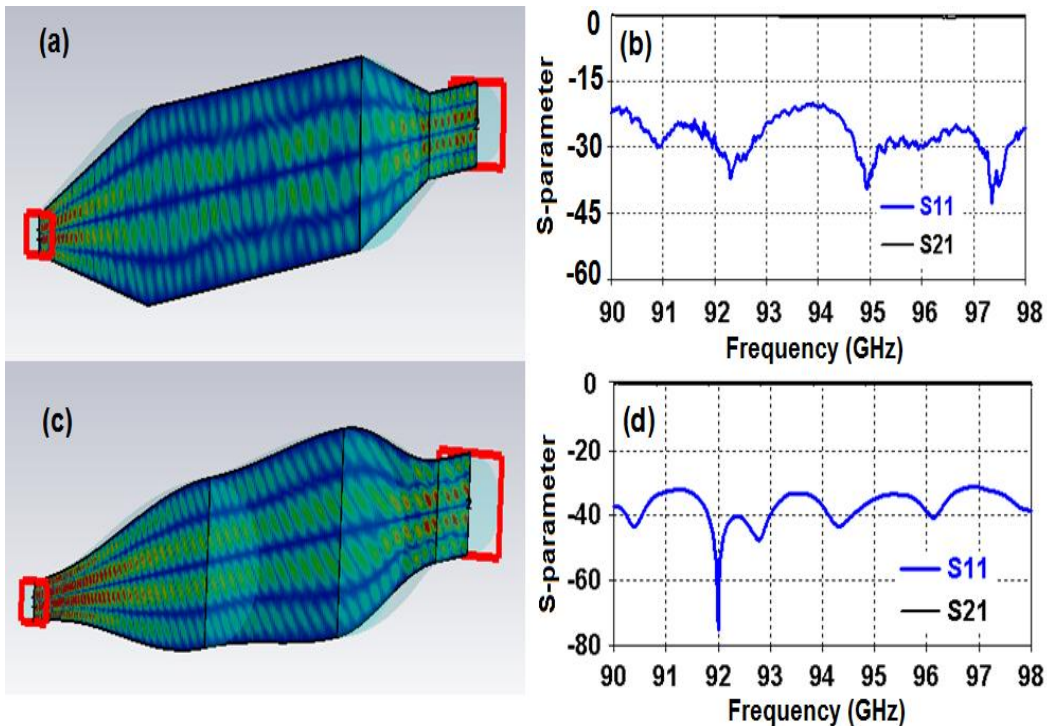 (a)
(b)
S-parameter
0
-15
-30
-45
-60
S11
S21
90 91 92 93 94 95 96 97 98
Frequency (GHz)
(c)
(d)
S-parameter
0
-20
-40
-60
-80
S11
S21
90 91 92 93 94 95 96 97 98
Frequency (GHz)